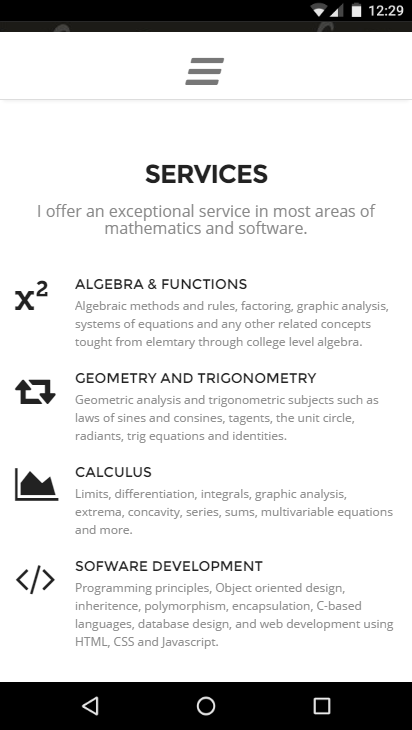 12:29
SERVICES
I offer an exceptional service in most areas of
mathematics and software.
x²
ALGEBRA & FUNCTIONS
Algebraic methods and rules, factoring, graphic analysis,
systems of equations and any other related concepts
tought from elemtary through college level algebra.
GEOMETRY AND TRIGONOMETRY
Geometric analysis and trigonometric subjects such as
laws of sines and consines, tagents, the unit circle,
radiants, trig equations and identities.
CALCULUS
Limits, differentiation, integrals, graphic analysis,
extrema, concavity, series, sums, multivariable equations
and more.
</>
SOFWARE DEVELOPMENT
Programming principles, Object oriented design,
inheritence, polymorphism, encapsulation, C-based
languages, database design, and web development using
HTML, CSS and Javascript.